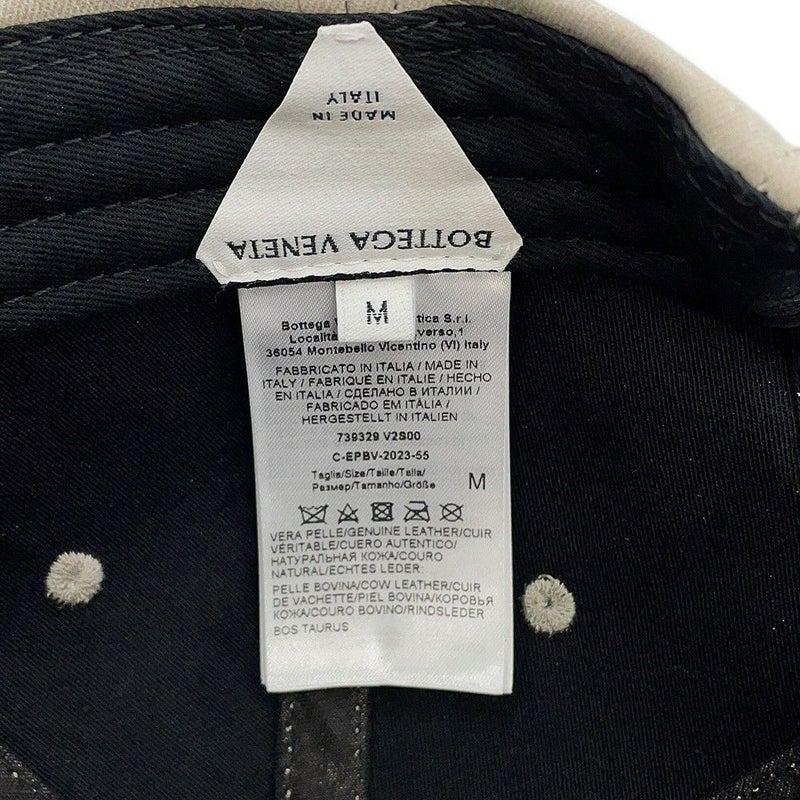 MADE IN
ITALY
BOTTEGA VENETA
M
Bottega tica S.r.l.
Località verso,1
36054 Montebello Vicentino (VI) Italy
FABBRICATO IN ITALIA / MADE IN
ITALY / FABRIQUÉ EN ITALIE / HECHO
EN ITALIA / СДЕЛАНО В ИТАЛИИ /
FABRICADO EM ITÁLIA /
HERGESTELLT IN ITALIEN
739329 V2S00
C-EPBV-2023-55
Taglia/Size/Taille/Talla/
Размер/Tamanho/Größe M
VERA PELLE/GENUINE LEATHER/CUIR
VÉRITABLE/CUERO AUTENTICO/
НАТУРАЛЬНАЯ КОЖА/COURO
NATURAL/ECHTES LEDER:
PELLE BOVINA/COW LEATHER/CUIR
DE VACHETTE/PIEL BOVINA/КОРОВЬЯ
КОЖА/COURO BOVINO/RINDSLEDER
BOS TAURUS